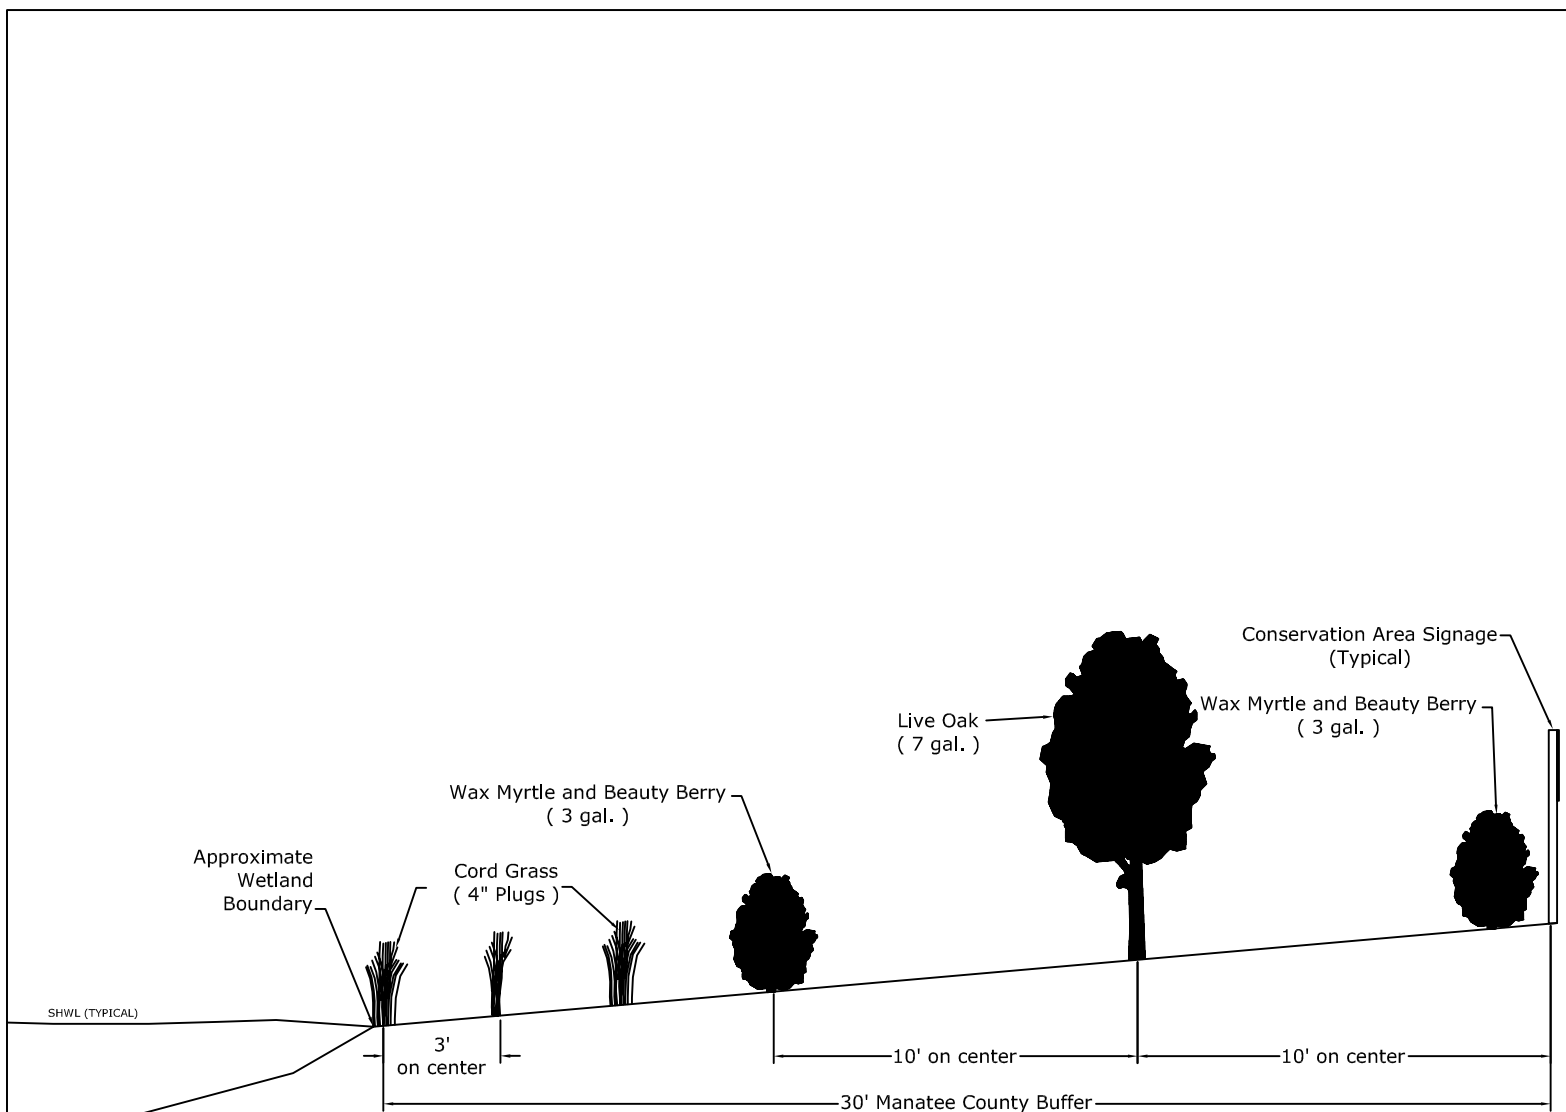 Conservation Area Signage
(Typical)
Wax Myrtle and Beauty Berry
( 3 gal. )
Live Oak
( 7 gal. )
Wax Myrtle and Beauty Berry
( 3 gal. )
Approximate
Wetland
Boundary
Cord Grass
( 4" Plugs )
SHWL (TYPICAL)
3'
on center
10' on center
10' on center
30' Manatee County Buffer